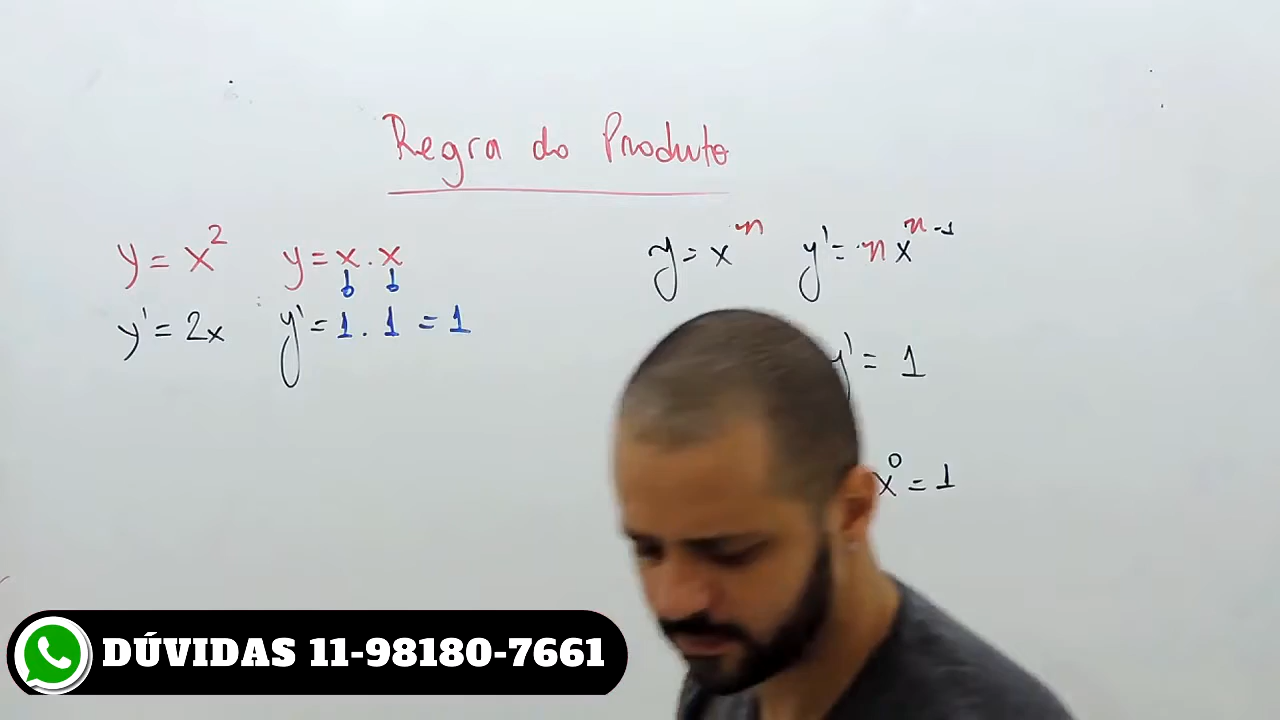 Regra do Produto
y = x² y = x . x
y' = 2x y' = 1 . 1 = 1
y = xⁿ y' = n xⁿ⁻¹
y' = 1
x⁰ = 1
DÚVIDAS 11-98180-7661